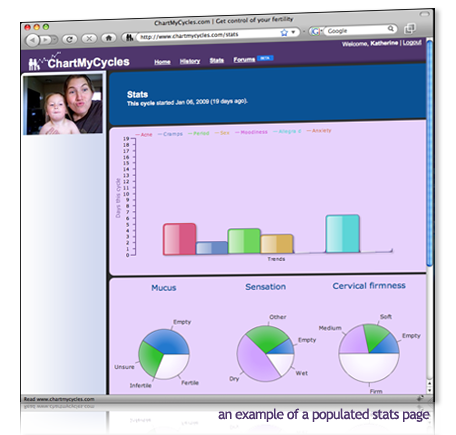 ChartMyCycles.com | Get control of your fertility
http://www.chartmycycles.com/stats
Google
Welcome, Katherine | Logout
ChartMyCycles
Home History Stats Forums BETA
Stats
This cycle started Jan 06, 2009 (19 days ago).
Acne Cramps Period Sex Moodiness Allegra d Anxiety
Days this cycle
19
18
17
16
15
14
13
12
11
10
9
8
7
6
5
4
3
2
1
0
Trends
Mucus Sensation Cervical firmness
Empty
Unsure
Infertile
Fertile
Other
Empty
Wet
Dry
Soft
Medium
Empty
Firm
Read www.chartmycycles.com
an example of a populated stats page